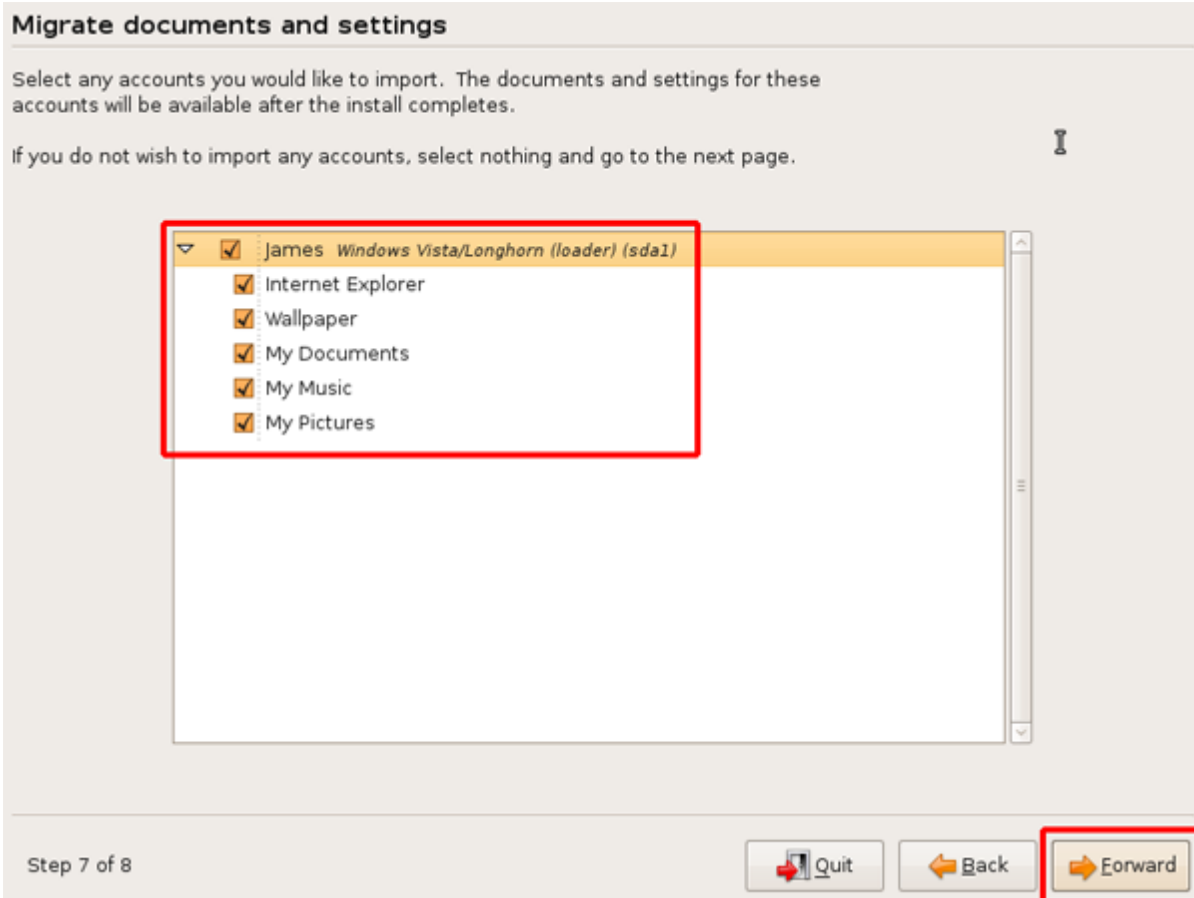 Migrate documents and settings
Select any accounts you would like to import. The documents and settings for these
accounts will be available after the install completes.
If you do not wish to import any accounts, select nothing and go to the next page.
James Windows Vista/Longhorn (loader) (sda1)
Internet Explorer
Wallpaper
My Documents
My Music
My Pictures
Step 7 of 8
Quit
Back
Forward